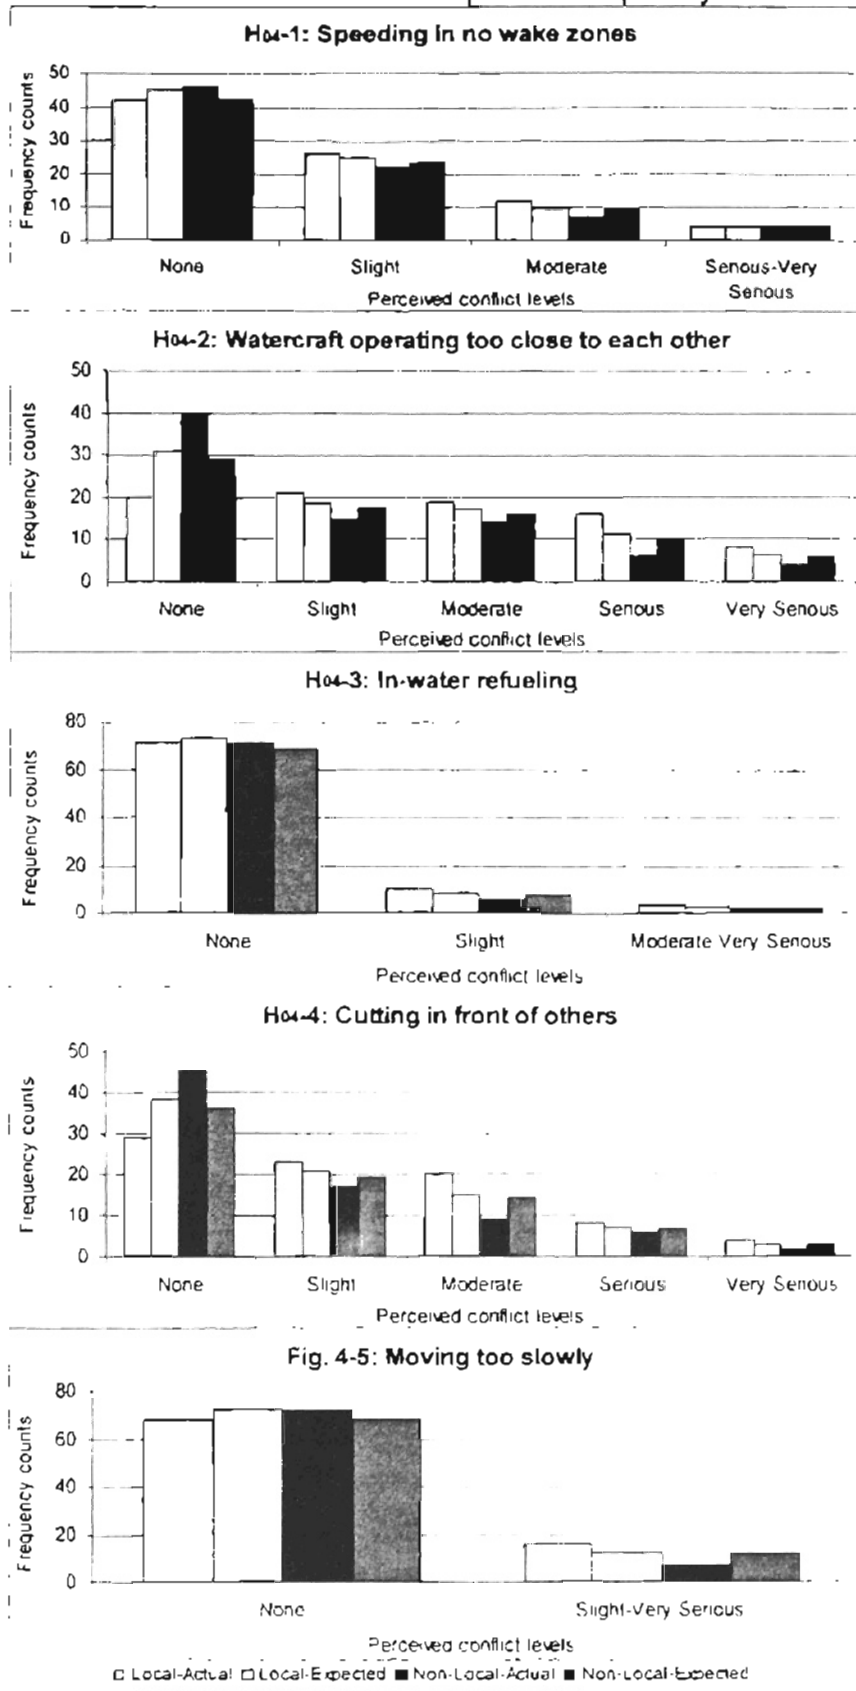 H04-1: Speeding in no wake zones
Frequency counts
50
40
30
20
10
0
None Slight Moderate Serious-Very
Serious
Perceived conflict levels
H04-2: Watercraft operating too close to each other
Frequency counts
50
40
30
20
10
0
None Slight Moderate Serious Very Serious
Perceived conflict levels
H04-3: In-water refueling
Frequency counts
80
60
40
20
0
None Slight Moderate Very Serious
Perceived conflict levels
H04-4: Cutting in front of others
Frequency counts
50
40
30
20
10
0
None Slight Moderate Serious Very Serious
Perceived conflict levels
Fig. 4-5: Moving too slowly
Frequency counts
80
60
40
20
0
None Slight-Very Serious
Perceived conflict levels
Local-Actual Local-Expected Non-Local-Actual Non-Local-Expected